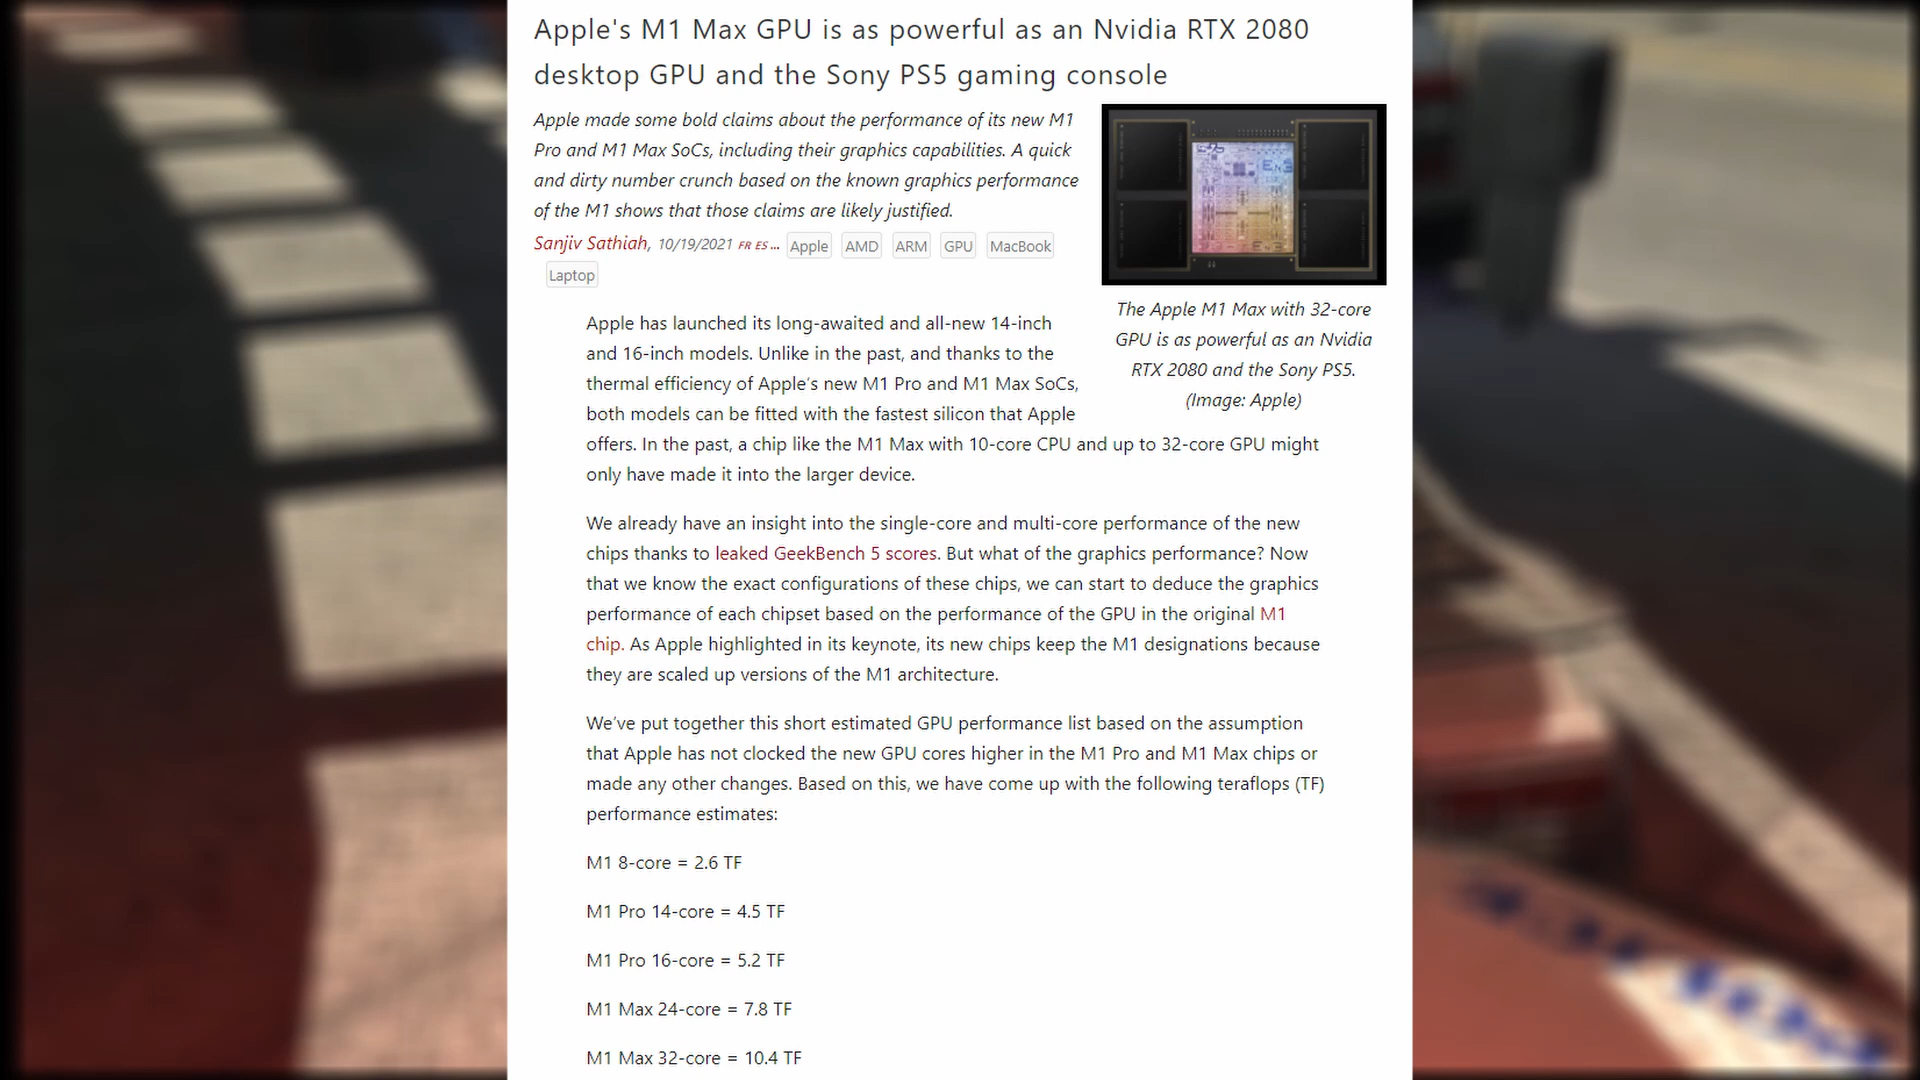 Apple's M1 Max GPU is as powerful as an Nvidia RTX 2080
desktop GPU and the Sony PS5 gaming console
Apple made some bold claims about the performance of its new M1
Pro and M1 Max SoCs, including their graphics capabilities. A quick
and dirty number crunch based on the known graphics performance
of the M1 shows that those claims are likely justified.
Sanjiv Sathiah, 10/19/2021 FR ES ... Apple AMD ARM GPU MacBook
Laptop
The Apple M1 Max with 32-core
GPU is as powerful as an Nvidia
RTX 2080 and the Sony PS5.
(Image: Apple)
Apple has launched its long-awaited and all-new 14-inch
and 16-inch models. Unlike in the past, and thanks to the
thermal efficiency of Apple's new M1 Pro and M1 Max SoCs,
both models can be fitted with the fastest silicon that Apple
offers. In the past, a chip like the M1 Max with 10-core CPU and up to 32-core GPU might
only have made it into the larger device.
We already have an insight into the single-core and multi-core performance of the new
chips thanks to leaked GeekBench 5 scores. But what of the graphics performance? Now
that we know the exact configurations of these chips, we can start to deduce the graphics
performance of each chipset based on the performance of the GPU in the original M1
chip. As Apple highlighted in its keynote, its new chips keep the M1 designations because
they are scaled up versions of the M1 architecture.
We've put together this short estimated GPU performance list based on the assumption
that Apple has not clocked the new GPU cores higher in the M1 Pro and M1 Max chips or
made any other changes. Based on this, we have come up with the following teraflops (TF)
performance estimates:
M1 8-core = 2.6 TF
M1 Pro 14-core = 4.5 TF
M1 Pro 16-core = 5.2 TF
M1 Max 24-core = 7.8 TF
M1 Max 32-core = 10.4 TF